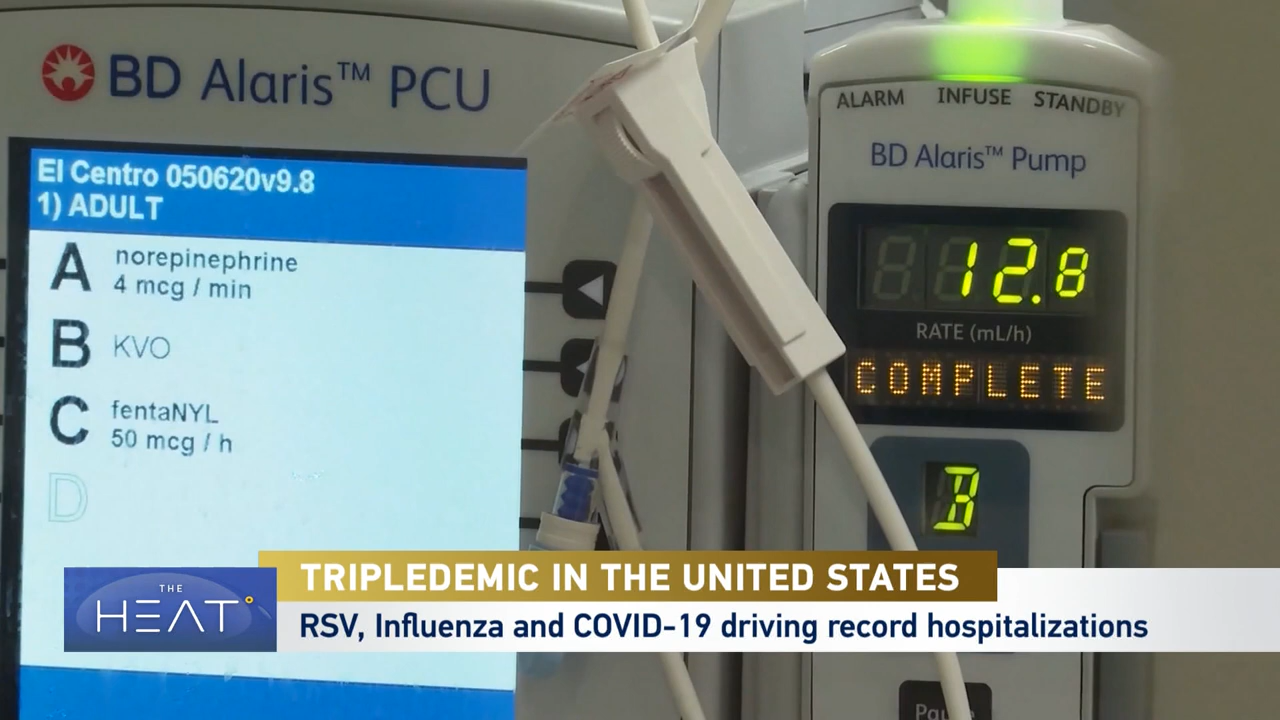 BD Alaris™ PCU
El Centro 050620v9.8
1) ADULT
A norepinephrine
4 mcg / min
B KVO
C fentaNYL
50 mcg / h
D
ALARM INFUSE STANDBY
BD Alaris™ Pump
12.8
RATE (mL/h)
COMPLETE
B
THE
HEAT
TRIPLEDEMIC IN THE UNITED STATES
RSV, Influenza and COVID-19 driving record hospitalizations